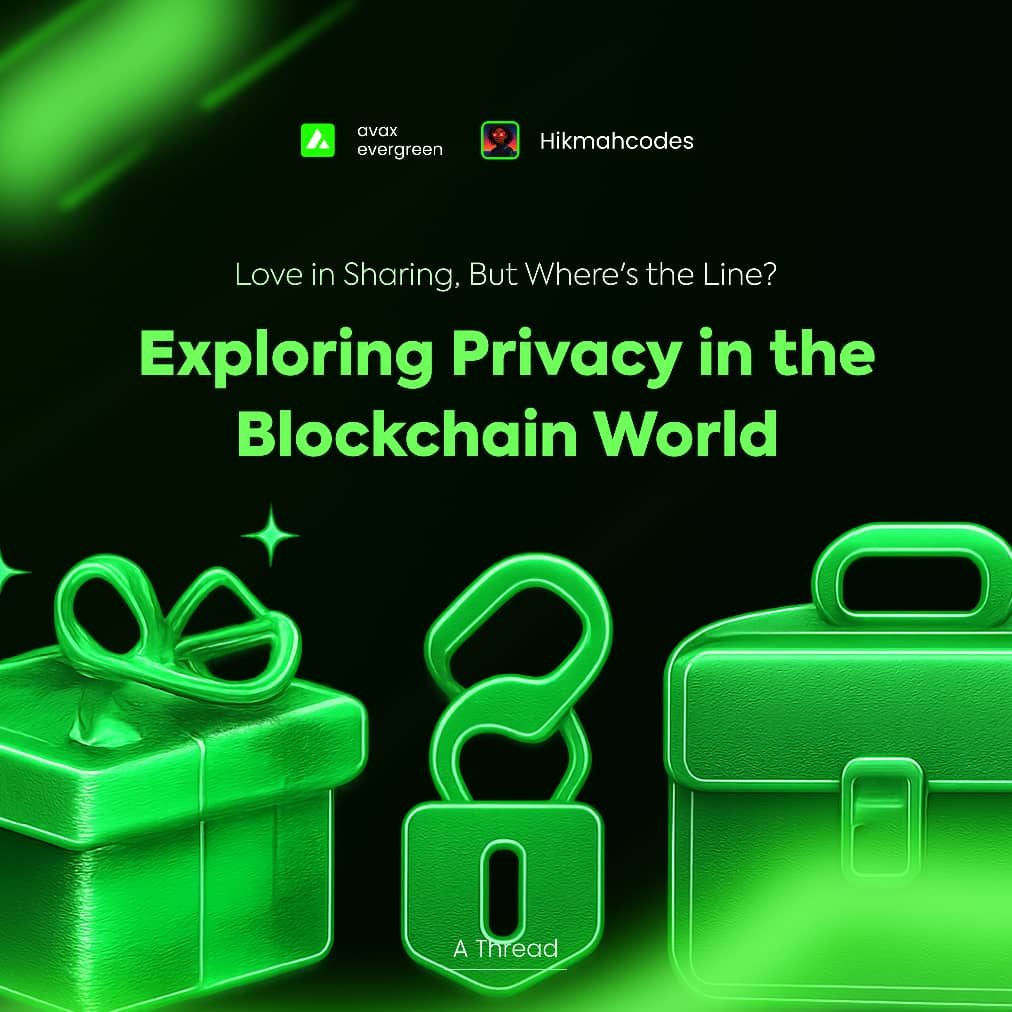 avax
evergreen
Hikmahcodes
Love in Sharing, But Where's the Line?
Exploring Privacy in the
Blockchain World
A Thread